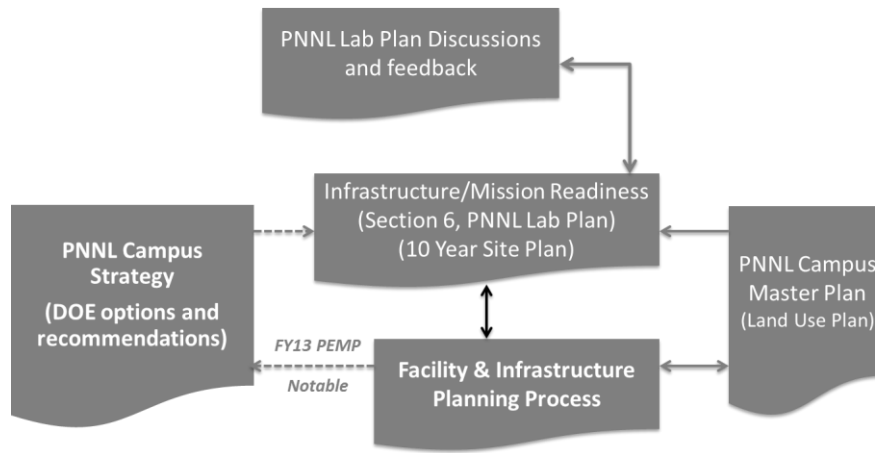 PNNL Lab Plan Discussions
and feedback
Infrastructure/Mission Readiness
(Section 6, PNNL Lab Plan)
(10 Year Site Plan)
PNNL Campus
Strategy
(DOE options and
recommendations)
PNNL Campus
Master Plan
(Land Use Plan)
FY13 PEMP
Notable
Facility & Infrastructure
Planning Process